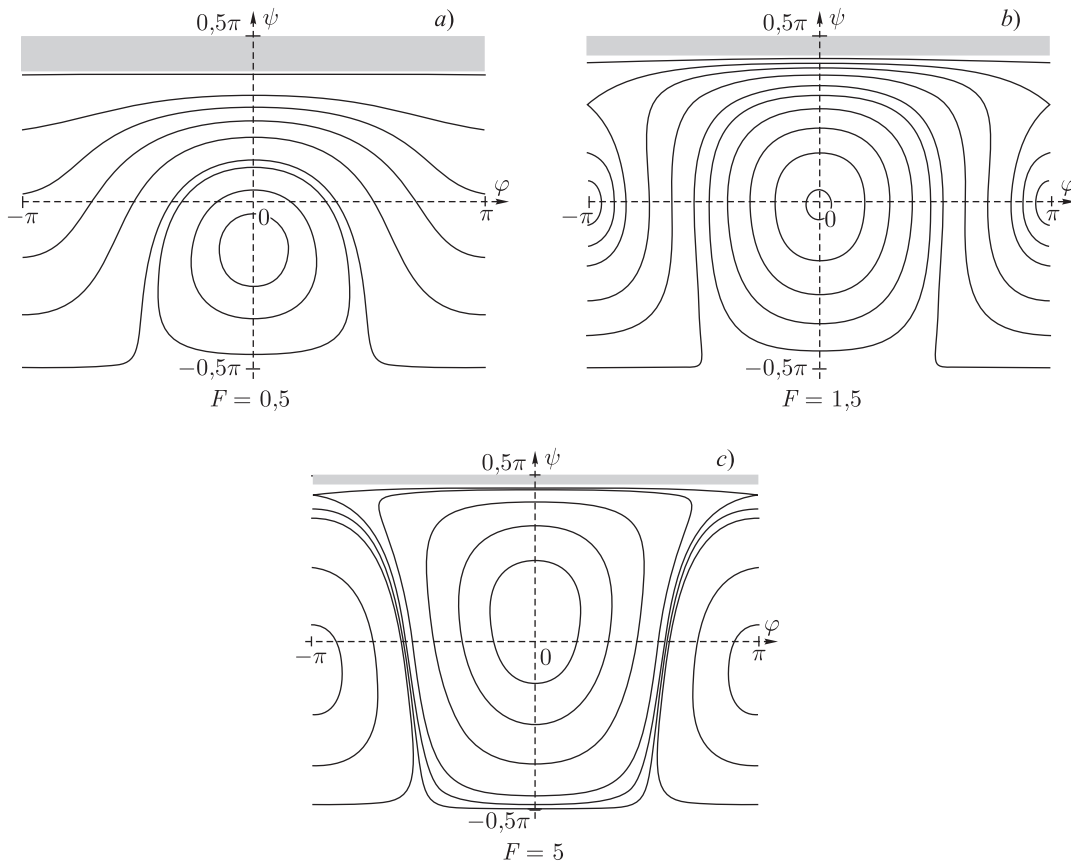 0,5π ψ a)
φ
−π 0 π
−0,5π
F = 0,5
0,5π ψ b)
φ
−π 0 π
−0,5π
F = 1,5
0,5π ψ c)
φ
−π 0 π
−0,5π
F = 5